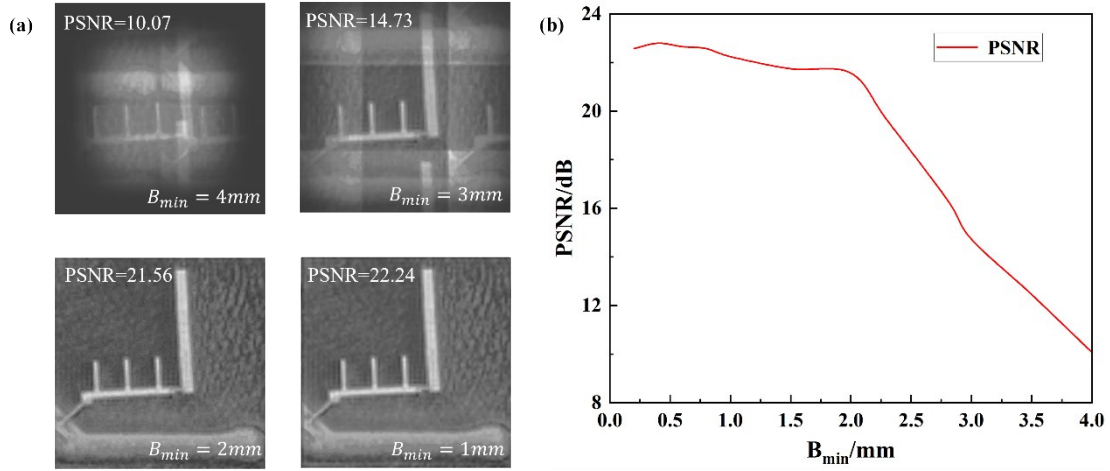 (a)
PSNR=10.07
B_min = 4mm
PSNR=14.73
B_min = 3mm
PSNR=21.56
B_min = 2mm
PSNR=22.24
B_min = 1mm
(b)
PSNR
PSNR/dB
24
20
16
12
8
0.0 0.5 1.0 1.5 2.0 2.5 3.0 3.5 4.0
B_min/mm